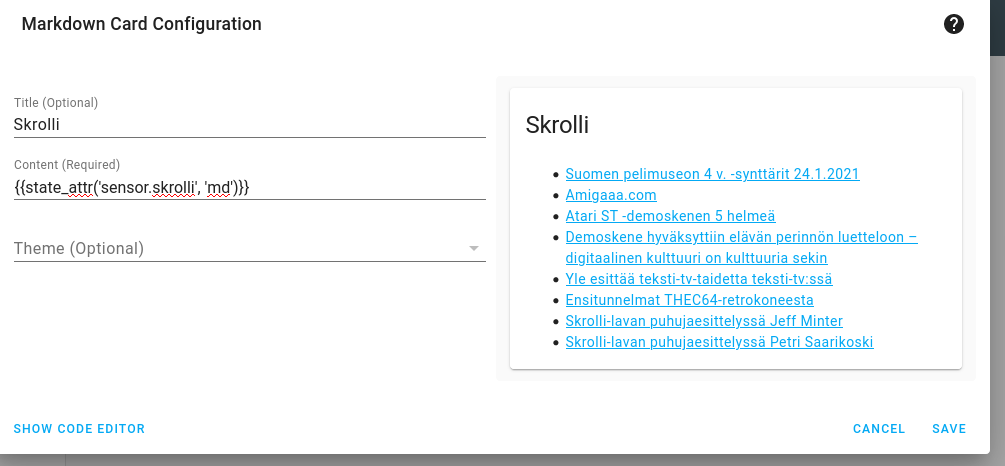 Markdown Card Configuration
Title (Optional)
Skrolli
Content (Required)
{{state_attr('sensor.skrolli', 'md')}}
Theme (Optional)
Skrolli
Suomen pelimuseon 4 v. -synttärit 24.1.2021
Amigaaa.com
Atari ST -demoskenen 5 helmeä
Demoskene hyväksyttiin elävän perinnön luetteloon –
digitaalinen kulttuuri on kulttuuria sekin
Yle esittää teksti-tv-taidetta teksti-tv:ssä
Ensitunnelmat THEC64-retrokoneesta
Skrolli-lavan puhujaesittelyssä Jeff Minter
Skrolli-lavan puhujaesittelyssä Petri Saarikoski
SHOW CODE EDITOR
CANCEL
SAVE